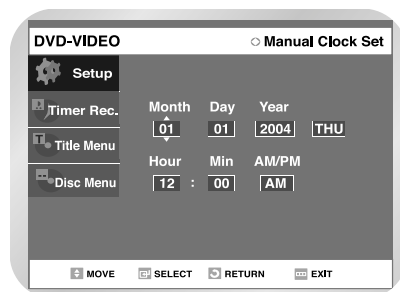 DVD-VIDEO Manual Clock Set
Setup
Timer Rec.
Title Menu
Disc Menu
Month Day Year
01 01 2004 THU
Hour Min AM/PM
12 : 00 AM
MOVE SELECT RETURN EXIT